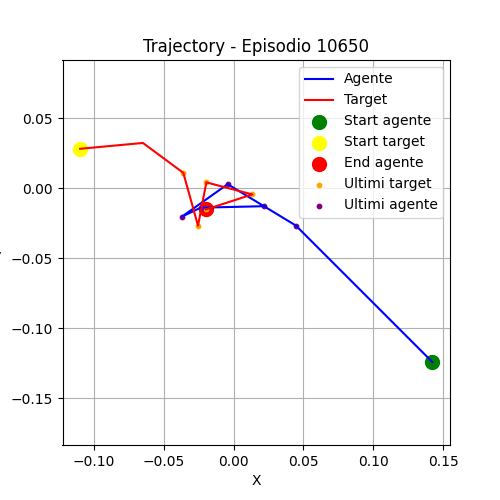 Trajectory - Episodio 10650
Agente
Target
Start agente
Start target
End agente
Ultimi target
Ultimi agente
0.05
0.00
−0.05
−0.10
−0.15
−0.10
−0.05
0.00
0.05
0.10
0.15
X